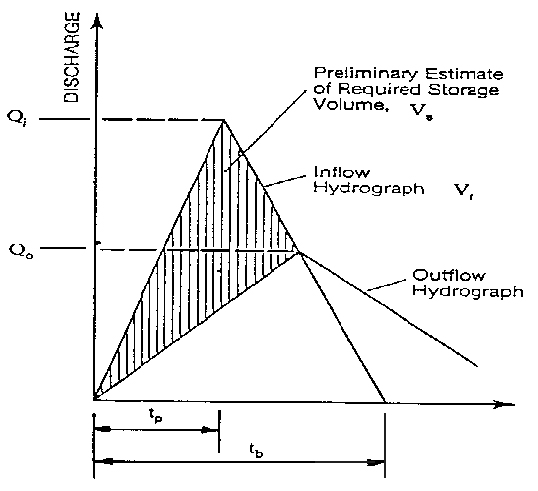 DISCHARGE
Qi
Preliminary Estimate
of Required Storage
Volume, Vs
Inflow
Hydrograph Vr
Qo
Outflow
Hydrograph
tp
tb